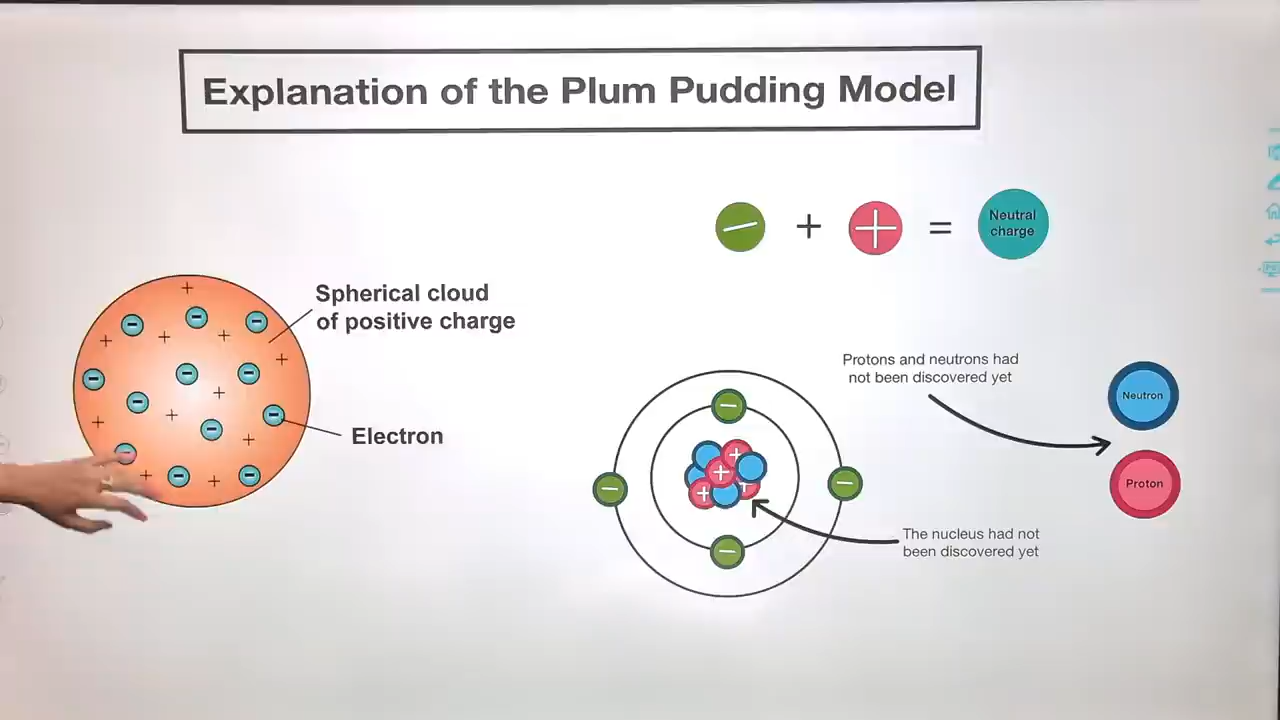 Explanation of the Plum Pudding Model
+ =
Neutral
charge
Spherical cloud
of positive charge
Electron
Protons and neutrons had
not been discovered yet
Neutron
Proton
The nucleus had not
been discovered yet